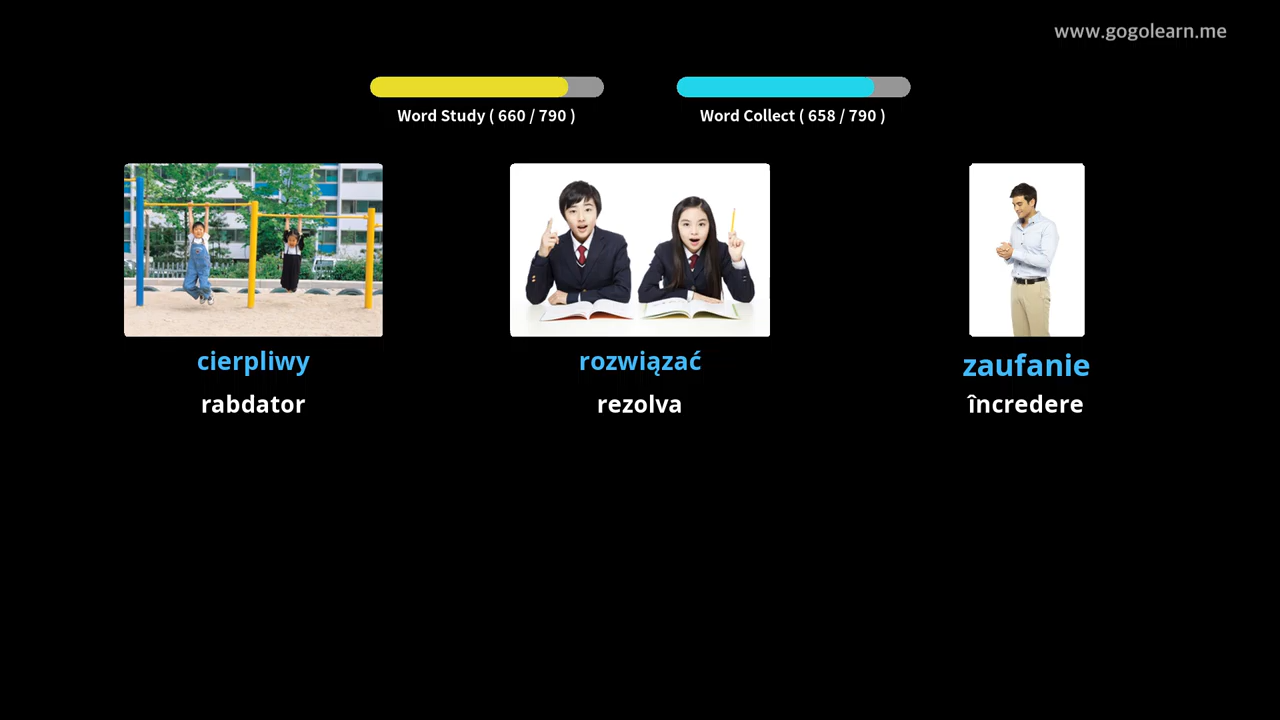 www.gogolearn.me
Word Study ( 660 / 790 )
Word Collect ( 658 / 790 )
cierpliwy
rozwiązać
zaufanie
rabdator
rezolva
încredere